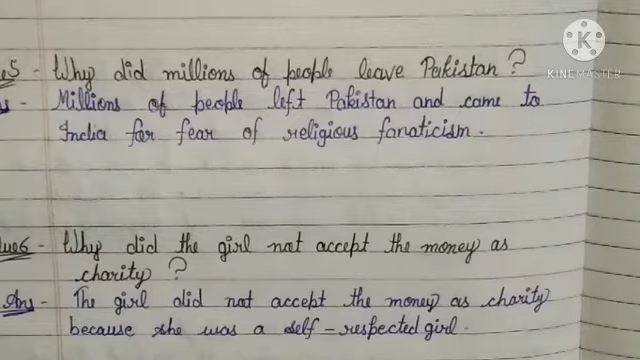 es5 - Why did millions of people leave Pakistan?
s - Millions of people left Pakistan and came to
India for fear of religious fanaticism.
ues6 - Why did the girl not accept the money as
charity?
Ans - The girl did not accept the money as charity
because she was a self-respected girl.
K
KINEMASTER